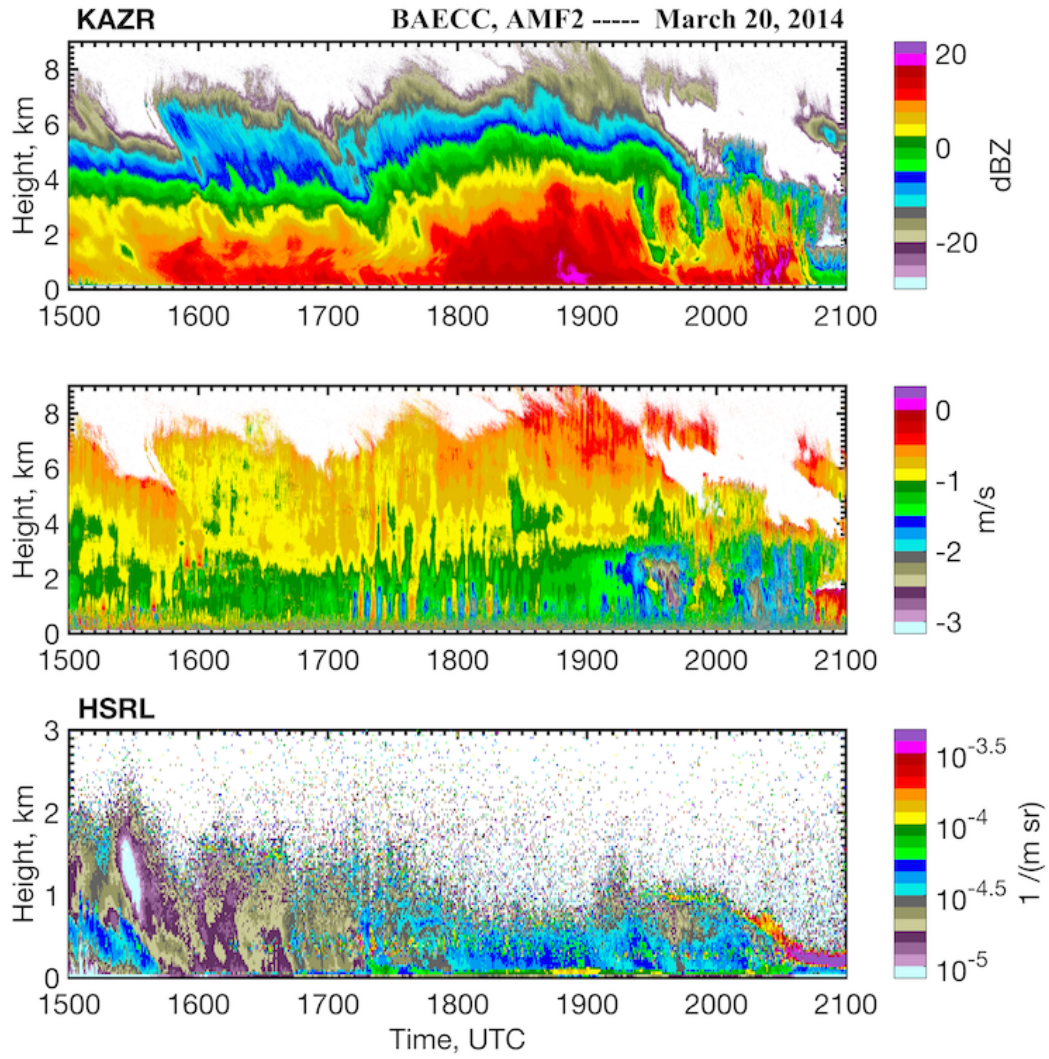 KAZR BAECC, AMF2 ----- March 20, 2014
8
6
4
2
0
Height, km
1500 1600 1700 1800 1900 2000 2100
20
0
-20
dBZ
8
6
4
2
0
Height, km
1500 1600 1700 1800 1900 2000 2100
0
-1
-2
-3
m/s
HSRL
3
2
1
0
Height, km
1500 1600 1700 1800 1900 2000 2100
Time, UTC
10^-3.5
10^-4
10^-4.5
10^-5
1 /(m sr)